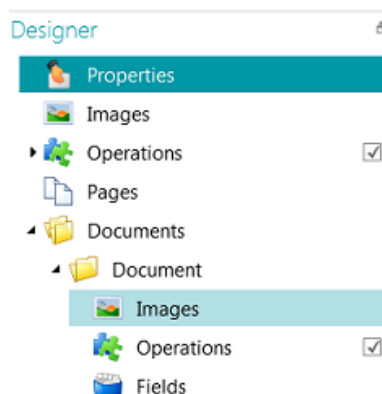 Designer
Properties
Images
Operations
Pages
Documents
Document
Images
Operations
Fields